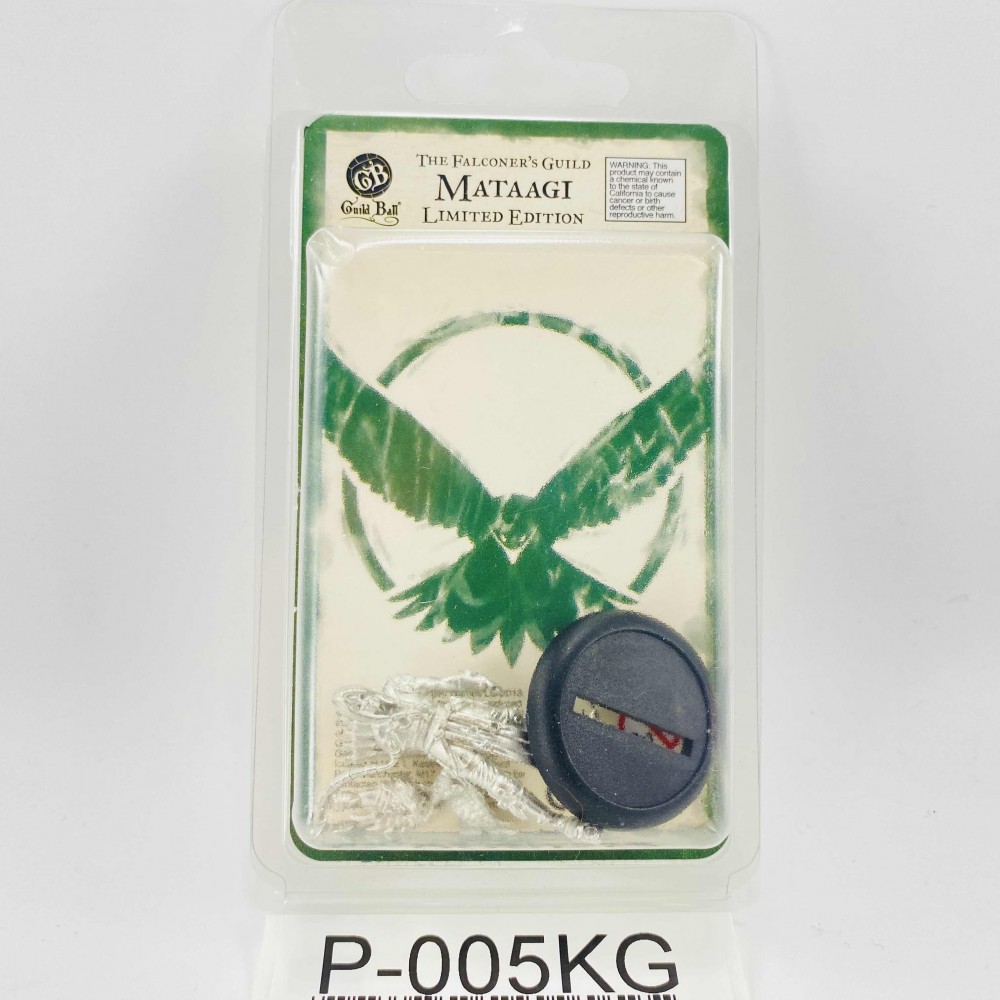 THE FALCONER'S GUILD
MATAAGI
LIMITED EDITION
GB
Guild Ball®
WARNING: This
product may contain
a chemical known
to the state of
California to cause
cancer or birth
defects or other
reproductive harm.
P-005KG